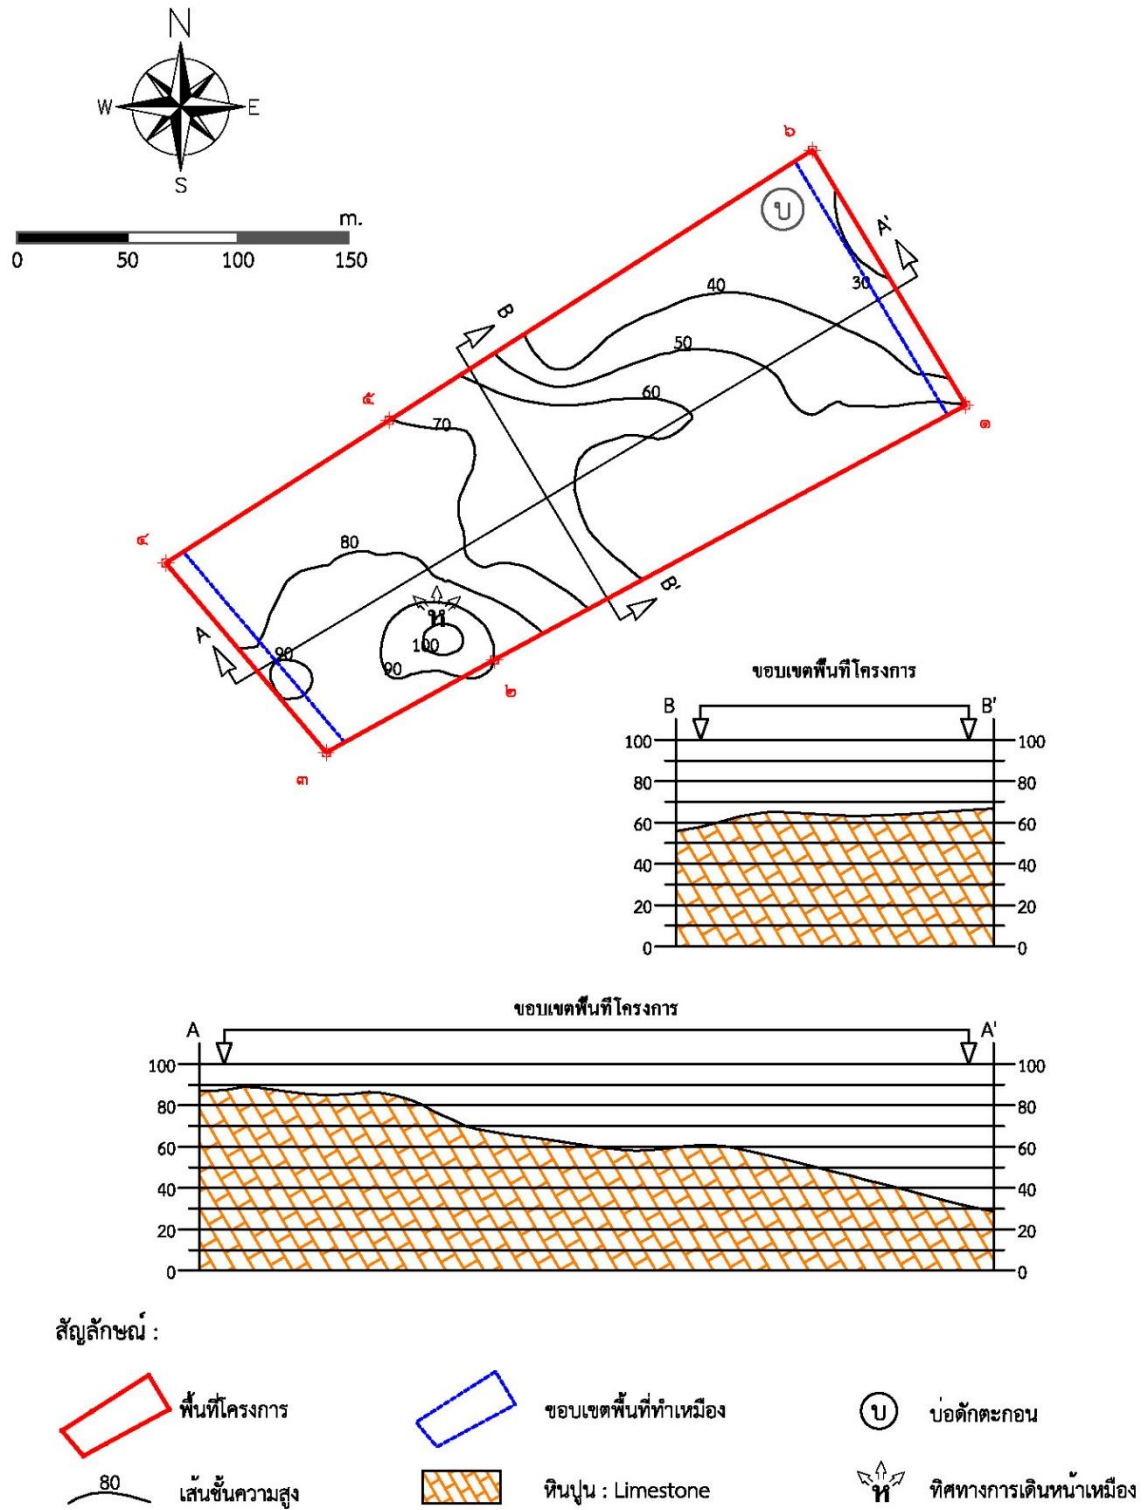 N
W E
S
m.
0 50 100 150
๖
บ
A'
30
40
B
50
๕
60
๑
70
๔
80
B'
A
ห
90
100
90
๒
๓
ขอบเขตพื้นที่โครงการ
B B'
100 100
80 80
60 60
40 40
20 20
0 0
ขอบเขตพื้นที่โครงการ
A A'
100 100
80 80
60 60
40 40
20 20
0 0
สัญลักษณ์ :
พื้นที่โครงการ
ขอบเขตพื้นที่ทำเหมือง
บ บ่อดักตะกอน
80 เส้นชั้นความสูง
หินปูน : Limestone
ห ทิศทางการเดินหน้าเหมือง